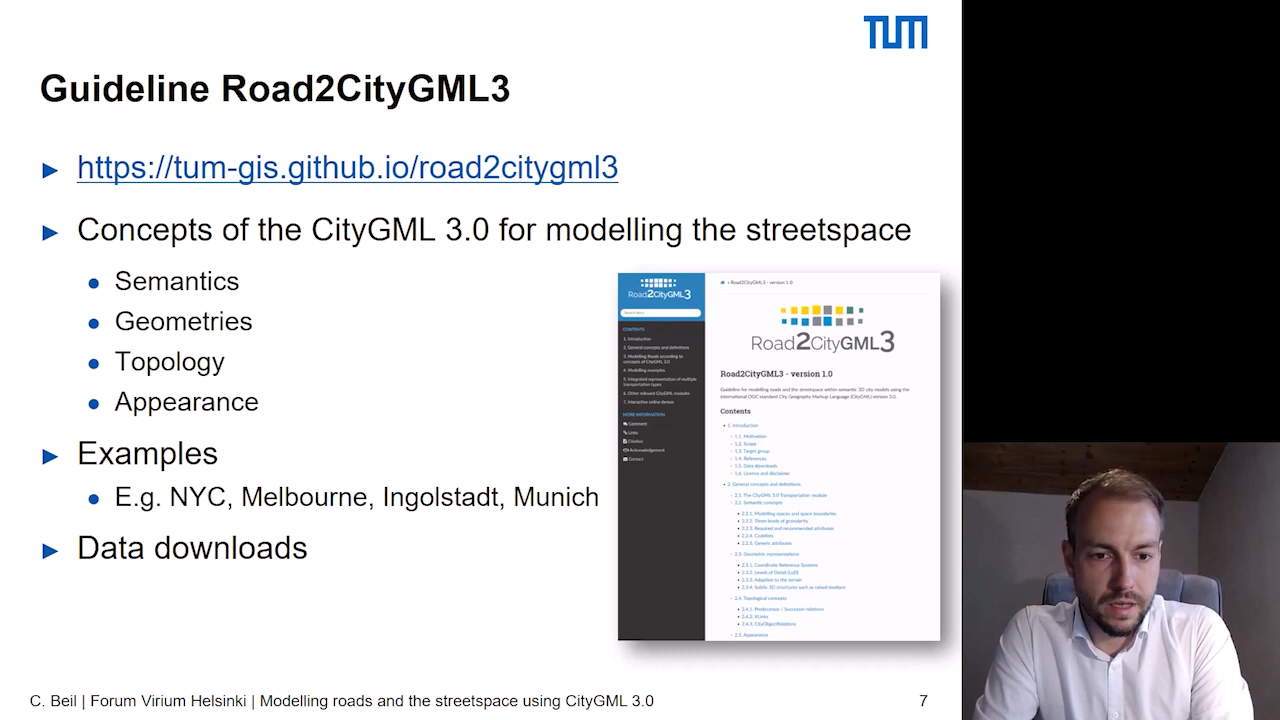 TUM
Guideline Road2CityGML3
https://tum-gis.github.io/road2citygml3
Concepts of the CityGML 3.0 for modelling the streetspace
Semantics
Geometries
Topology
Appearance
Examples
E.g. NYC, Melbourne, Ingolstadt, Munich
Data downloads
Road2CityGML3
Search docs
CONTENTS
1. Introduction
2. General concepts and definitions
3. Modelling Roads according to
concepts of CityGML 3.0
4. Modelling examples
5. Integrated representation of multiple
transportation types
6. Other relevant CityGML modules
7. Interactive online demos
MORE INFORMATION
Comment
Links
Citation
Acknowledgement
Contact
» Road2CityGML3 - version 1.0
Road2CityGML3
Road2CityGML3 - version 1.0
Guideline for modelling roads and the streetspace within semantic 3D city models using the
international OGC standard City Geography Markup Language (CityGML) version 3.0.
Contents
1. Introduction
1.1. Motivation
1.2. Scope
1.3. Target group
1.4. References
1.5. Data downloads
1.6. Licence and disclaimer
2. General concepts and definitions
2.1. The CityGML 3.0 Transportation module
2.2. Semantic concepts
2.2.1. Modelling spaces and space boundaries
2.2.2. Three levels of granularity
2.2.3. Required and recommended attributes
2.2.4. Codelists
2.2.5. Generic attributes
2.3. Geometric representations
2.3.1. Coordinate Reference Systems
2.3.2. Levels of Detail (LoD)
2.3.3. Adaption to the terrain
2.3.4. Subtle 3D structures such as raised medians
2.4. Topological concepts
2.4.1. Predecessor / Successor relations
2.4.2. XLinks
2.4.3. CityObjectRelations
2.5. Appearance
C. Beil | Forum Virium Helsinki | Modelling roads and the streetspace using CityGML 3.0
7